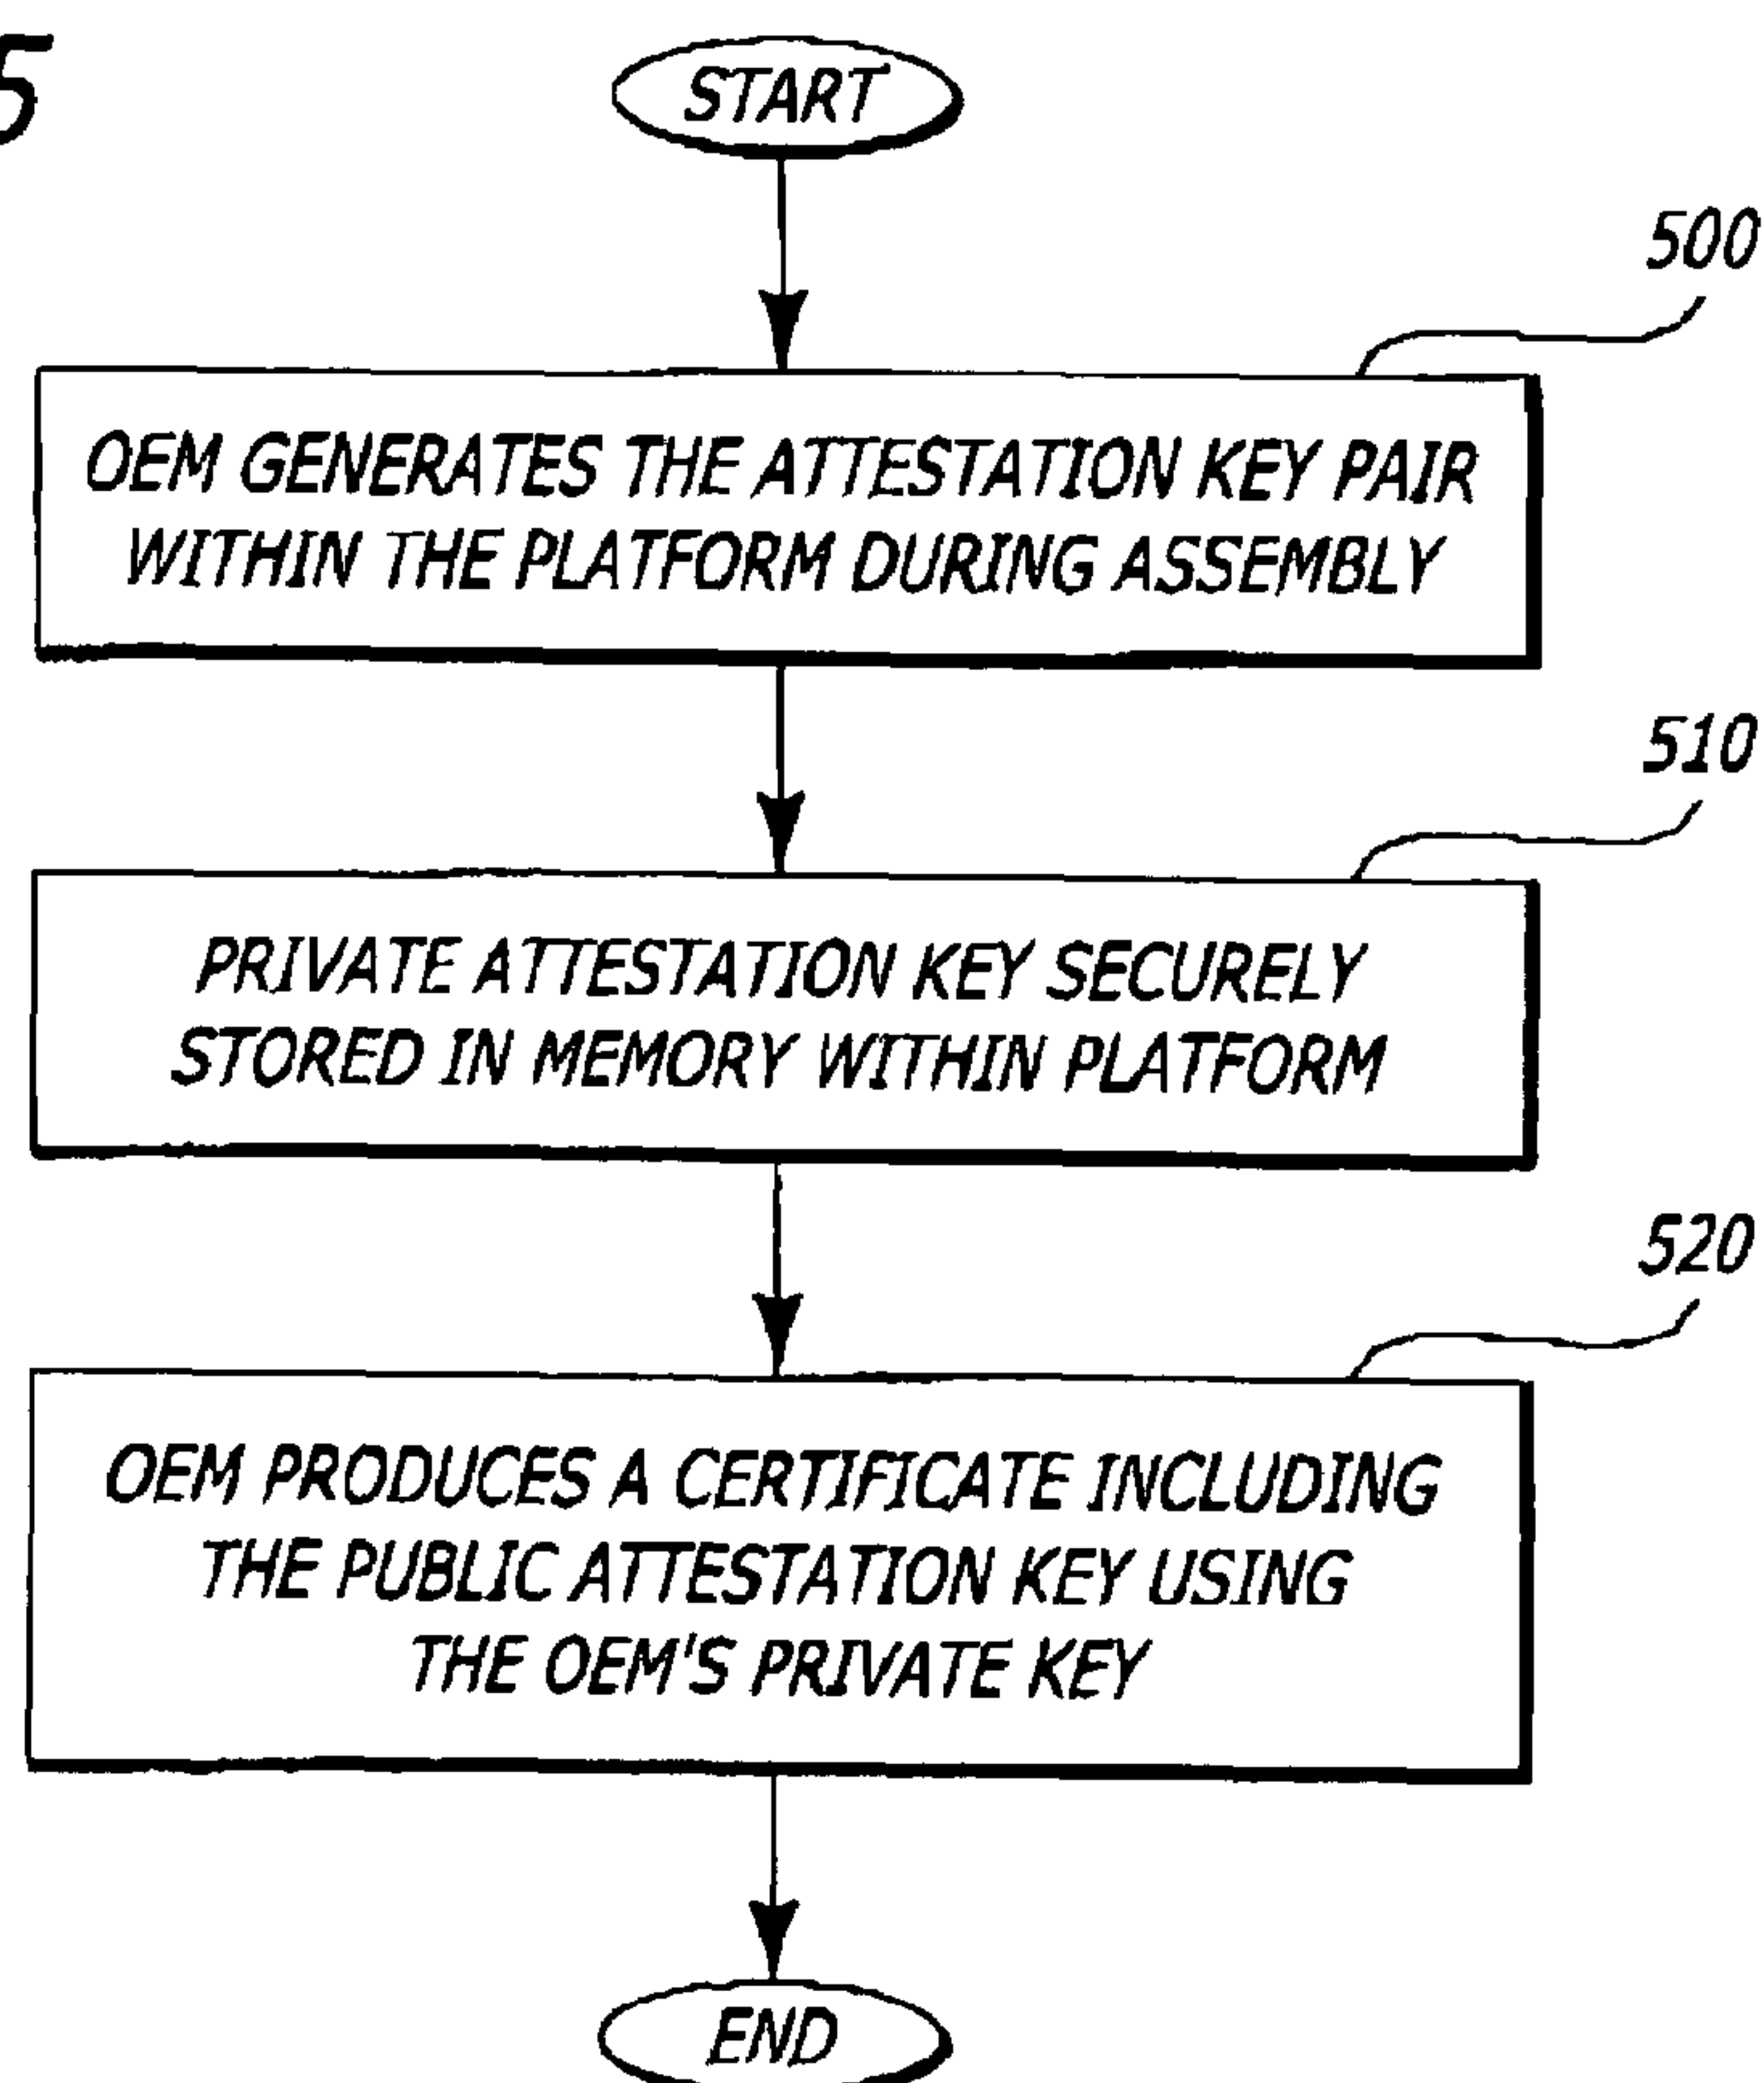 5
START
500
OEM GENERATES THE ATTESTATION KEY PAIR
WITHIN THE PLATFORM DURING ASSEMBLY
510
PRIVATE ATTESTATION KEY SECURELY
STORED IN MEMORY WITHIN PLATFORM
520
OEM PRODUCES A CERTIFICATE INCLUDING
THE PUBLIC ATTESTATION KEY USING
THE OEM'S PRIVATE KEY
END